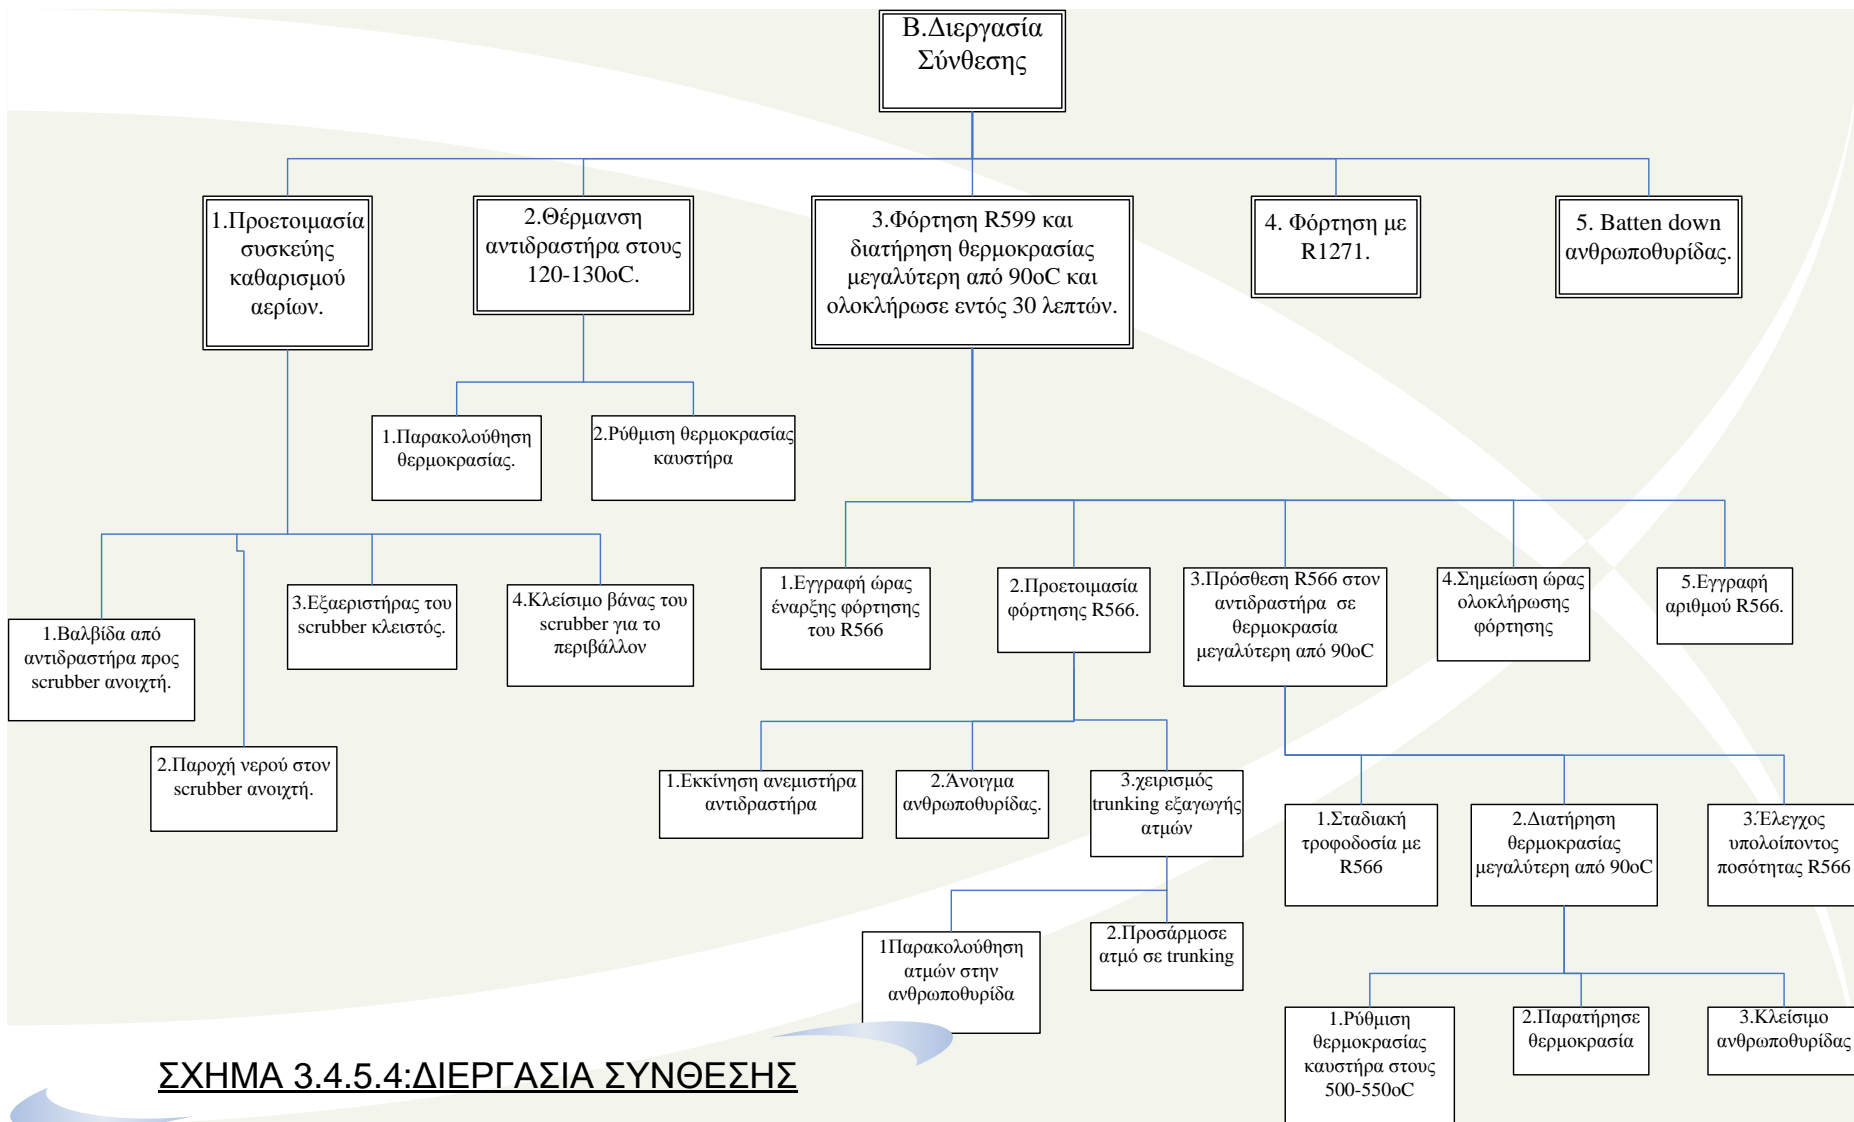 Β.Διεργασία
Σύνθεσης
1.Προετοιμασία
συσκεύης
καθαρισμού
αερίων.
2.Θέρμανση
αντιδραστήρα στους
120-130οC.
3.Φόρτηση R599 και
διατήρηση θερμοκρασίας
μεγαλύτερη από 90οC και
ολοκλήρωσε εντός 30 λεπτών.
4. Φόρτηση με
R1271.
5. Batten down
ανθρωποθυρίδας.
1.Παρακολούθηση
θερμοκρασίας.
2.Ρύθμιση θερμοκρασίας
καυστήρα
1.Βαλβίδα από
αντιδραστήρα προς
scrubber ανοιχτή.
2.Παροχή νερού στον
scrubber ανοιχτή.
3.Εξαεριστήρας του
scrubber κλειστός.
4.Κλείσιμο βάνας του
scrubber για το
περιβάλλον
1.Εγγραφή ώρας
έναρξης φόρτησης
του R566
2.Προετοιμασία
φόρτησης R566.
3.Πρόσθεση R566 στον
αντιδραστήρα σε
θερμοκρασία
μεγαλύτερη από 90οC
4.Σημείωση ώρας
ολοκλήρωσης
φόρτησης
5.Εγγραφή
αριθμού R566.
1.Εκκίνηση ανεμιστήρα
αντιδραστήρα
2.Άνοιγμα
ανθρωποθυρίδας.
3.χειρισμός
trunking εξαγωγής
ατμών
1.Σταδιακή
τροφοδοσία με
R566
2.Διατήρηση
θερμοκρασίας
μεγαλύτερη από 90οC
3.Έλεγχος
υπολοίποντος
ποσότητας R566
1Παρακολούθηση
ατμών στην
ανθρωποθυρίδα
2.Προσάρμοσε
ατμό σε trunking
1.Ρύθμιση
θερμοκρασίας
καυστήρα στους
500-550οC
2.Παρατήρησε
θερμοκρασία
3.Κλείσιμο
ανθρωποθυρίδας
ΣΧΗΜΑ 3.4.5.4:ΔΙΕΡΓΑΣΙΑ ΣΥΝΘΕΣΗΣ